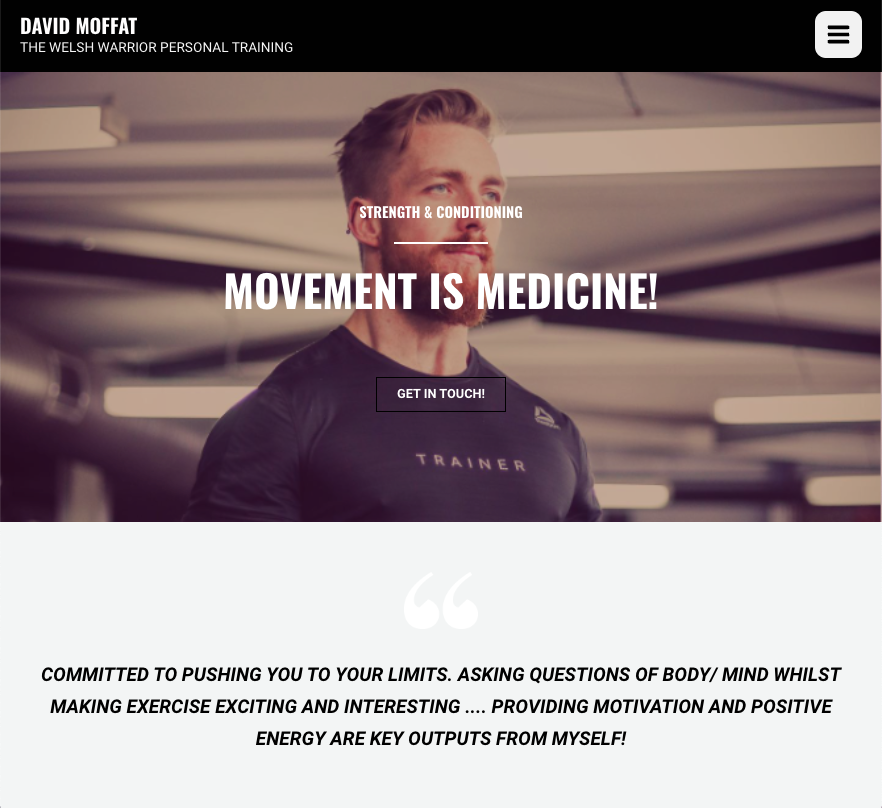 DAVID MOFFAT
THE WELSH WARRIOR PERSONAL TRAINING
STRENGTH & CONDITIONING
MOVEMENT IS MEDICINE!
GET IN TOUCH!
TRAINER
COMMITTED TO PUSHING YOU TO YOUR LIMITS. ASKING QUESTIONS OF BODY/ MIND WHILST
MAKING EXERCISE EXCITING AND INTERESTING .... PROVIDING MOTIVATION AND POSITIVE
ENERGY ARE KEY OUTPUTS FROM MYSELF!